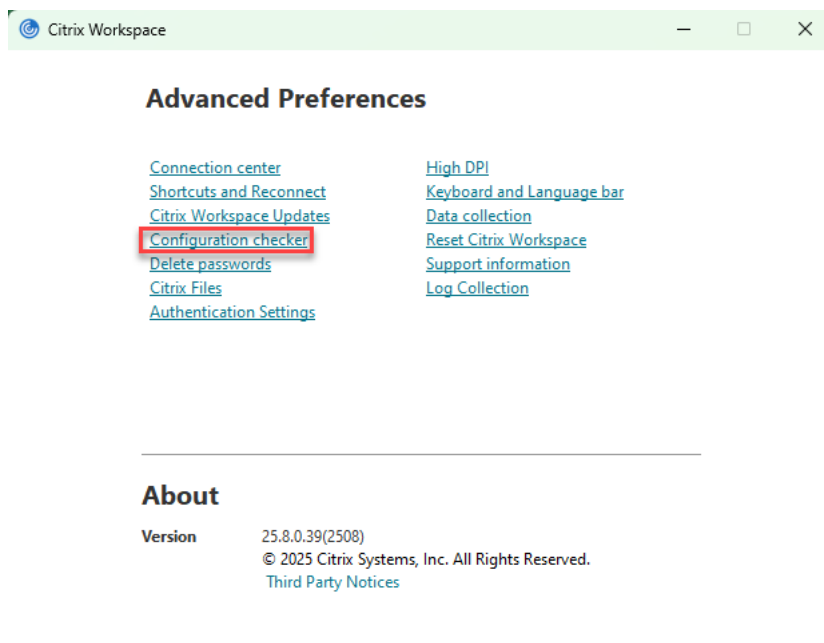 Citrix Workspace
Advanced Preferences
Connection center
Shortcuts and Reconnect
Citrix Workspace Updates
Configuration checker
Delete passwords
Citrix Files
Authentication Settings
High DPI
Keyboard and Language bar
Data collection
Reset Citrix Workspace
Support information
Log Collection
About
Version 25.8.0.39(2508)
© 2025 Citrix Systems, Inc. All Rights Reserved.
Third Party Notices